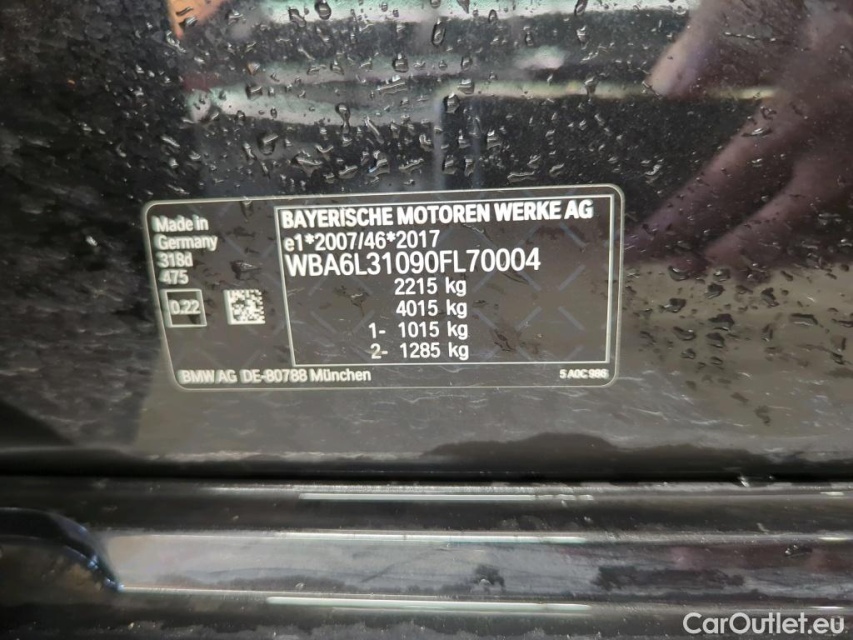 Made in
Germany
318d
475
0.22
BAYERISCHE MOTOREN WERKE AG
e1*2007/46*2017
WBA6L31090FL70004
2215 kg
4015 kg
1- 1015 kg
2- 1285 kg
BMW AG DE-80788 München
5 A0C 986
CarOutlet.eu